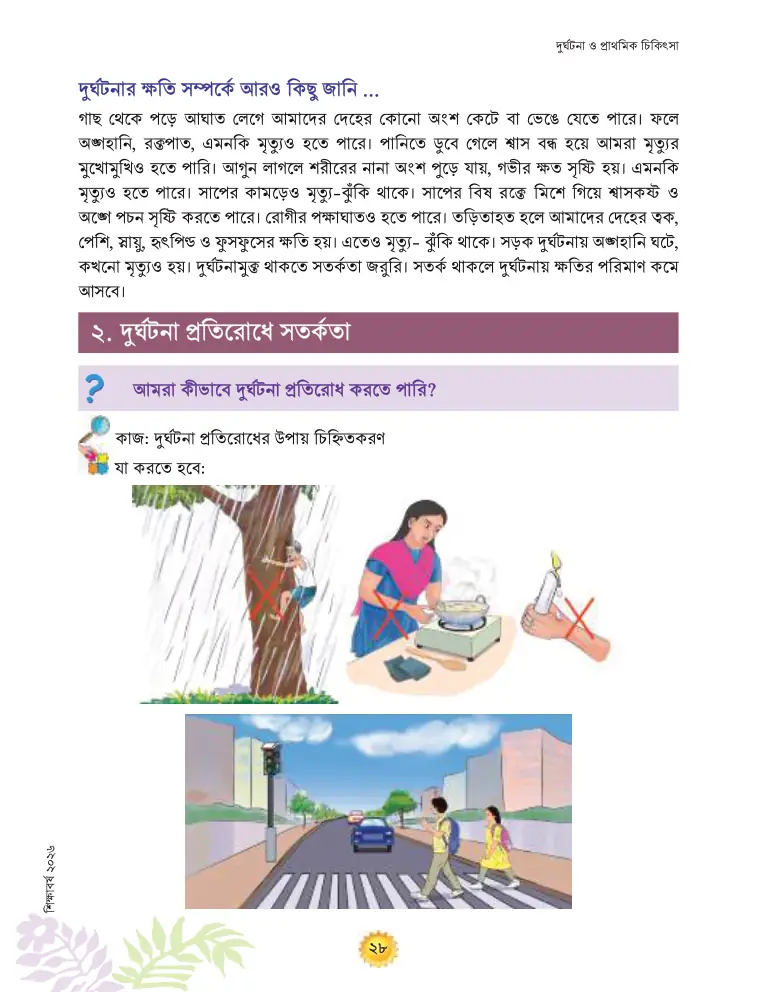 দুর্ঘটনা ও প্রাথমিক চিকিৎসা
দুর্ঘটনার ক্ষতি সম্পর্কে আরও কিছু জানি ...
গাছ থেকে পড়ে আঘাত লেগে আমাদের দেহের কোনো অংশ কেটে বা ভেঙে যেতে পারে। ফলে
অঙ্গহানি, রক্তপাত, এমনকি মৃত্যুও হতে পারে। পানিতে ডুবে গেলে শ্বাস বন্ধ হয়ে আমরা মৃত্যুর
মুখোমুখিও হতে পারি। আগুন লাগলে শরীরের নানা অংশ পুড়ে যায়, গভীর ক্ষত সৃষ্টি হয়। এমনকি
মৃত্যুও হতে পারে। সাপের কামড়েও মৃত্যু-ঝুঁকি থাকে। সাপের বিষ রক্তে মিশে গিয়ে শ্বাসকষ্ট ও
অঙ্গে পচন সৃষ্টি করতে পারে। রোগীর পক্ষাঘাতও হতে পারে। তড়িতাহত হলে আমাদের দেহের ত্বক,
পেশি, স্নায়ু, হৃৎপিণ্ড ও ফুসফুসের ক্ষতি হয়। এতেও মৃত্যু- ঝুঁকি থাকে। সড়ক দুর্ঘটনায় অঙ্গহানি ঘটে,
কখনো মৃত্যুও হয়। দুর্ঘটনামুক্ত থাকতে সতর্কতা জরুরি। সতর্ক থাকলে দুর্ঘটনায় ক্ষতির পরিমাণ কমে
আসবে।
২. দুর্ঘটনা প্রতিরোধে সতর্কতা
? আমরা কীভাবে দুর্ঘটনা প্রতিরোধ করতে পারি?
কাজ: দুর্ঘটনা প্রতিরোধের উপায় চিহ্নিতকরণ
যা করতে হবে:
শিক্ষাবর্ষ ২০২৬
২৮